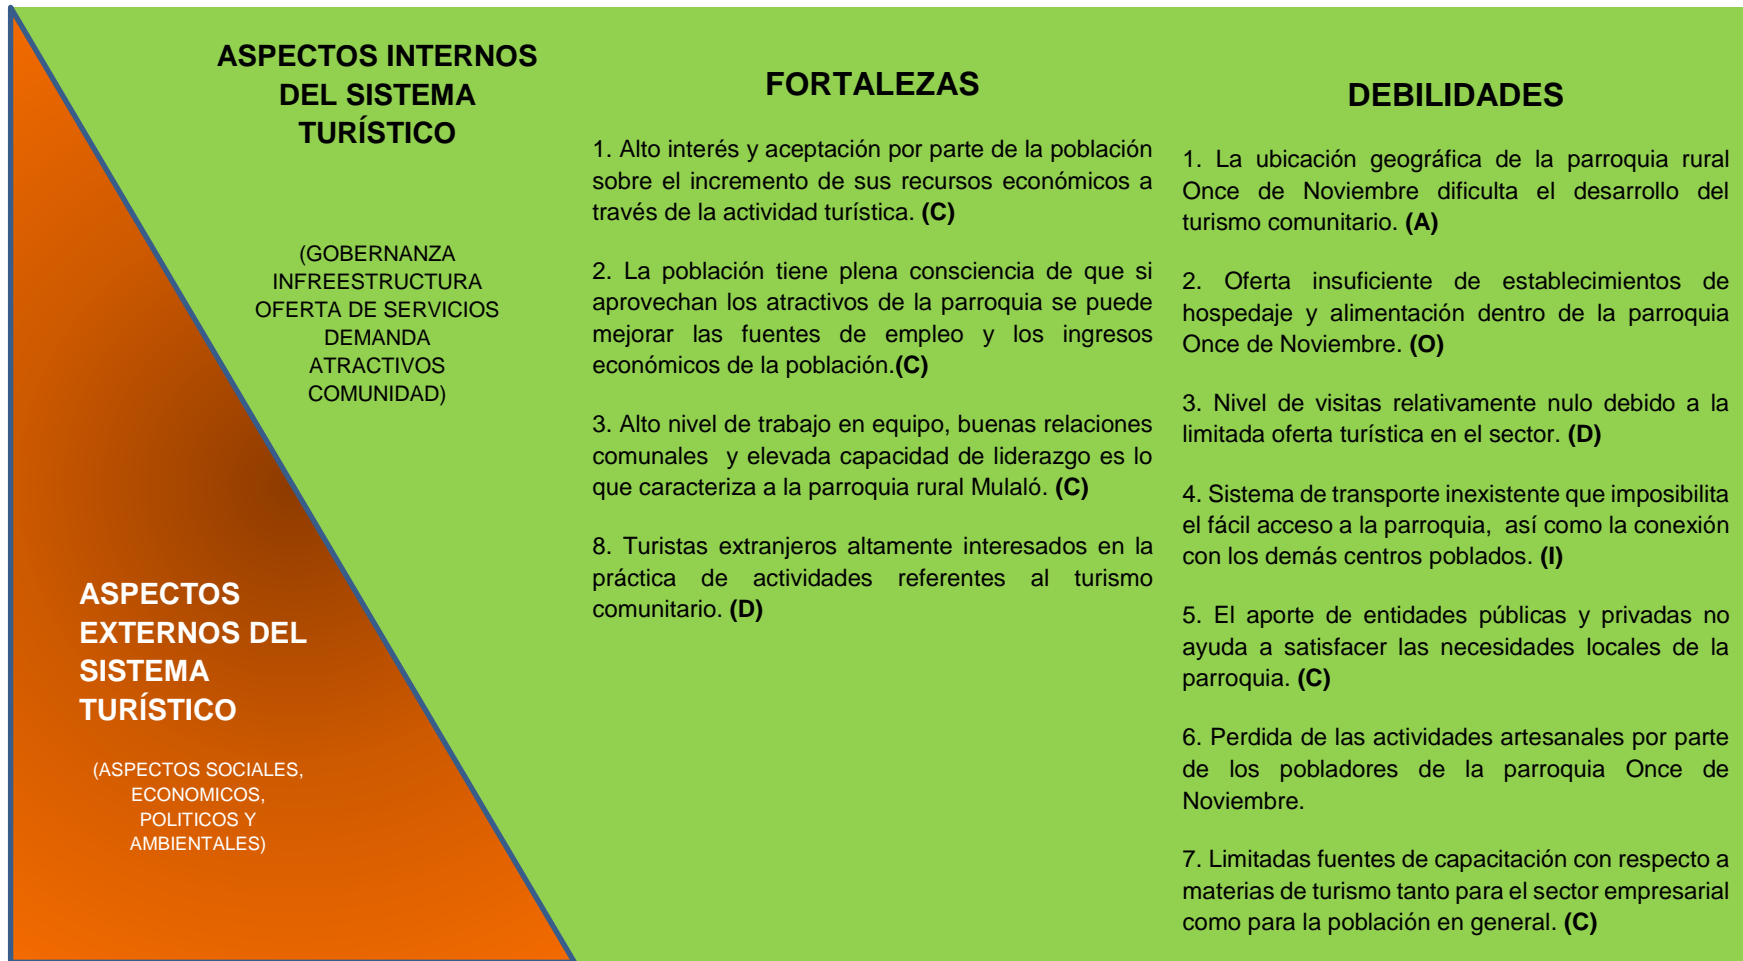 ASPECTOS INTERNOS
DEL SISTEMA
TURÍSTICO
(GOBERNANZA
INFREESTRUCTURA
OFERTA DE SERVICIOS
DEMANDA
ATRACTIVOS
COMUNIDAD)
ASPECTOS
EXTERNOS DEL
SISTEMA
TURÍSTICO
(ASPECTOS SOCIALES,
ECONOMICOS,
POLITICOS Y
AMBIENTALES)
FORTALEZAS
1. Alto interés y aceptación por parte de la población
sobre el incremento de sus recursos económicos a
través de la actividad turística. (C)
2. La población tiene plena consciencia de que si
aprovechan los atractivos de la parroquia se puede
mejorar las fuentes de empleo y los ingresos
económicos de la población.(C)
3. Alto nivel de trabajo en equipo, buenas relaciones
comunales y elevada capacidad de liderazgo es lo
que caracteriza a la parroquia rural Mulaló. (C)
8. Turistas extranjeros altamente interesados en la
práctica de actividades referentes al turismo
comunitario. (D)
DEBILIDADES
1. La ubicación geográfica de la parroquia rural
Once de Noviembre dificulta el desarrollo del
turismo comunitario. (A)
2. Oferta insuficiente de establecimientos de
hospedaje y alimentación dentro de la parroquia
Once de Noviembre. (O)
3. Nivel de visitas relativamente nulo debido a la
limitada oferta turística en el sector. (D)
4. Sistema de transporte inexistente que imposibilita
el fácil acceso a la parroquia, así como la conexión
con los demás centros poblados. (I)
5. El aporte de entidades públicas y privadas no
ayuda a satisfacer las necesidades locales de la
parroquia. (C)
6. Perdida de las actividades artesanales por parte
de los pobladores de la parroquia Once de
Noviembre.
7. Limitadas fuentes de capacitación con respecto a
materias de turismo tanto para el sector empresarial
como para la población en general. (C)